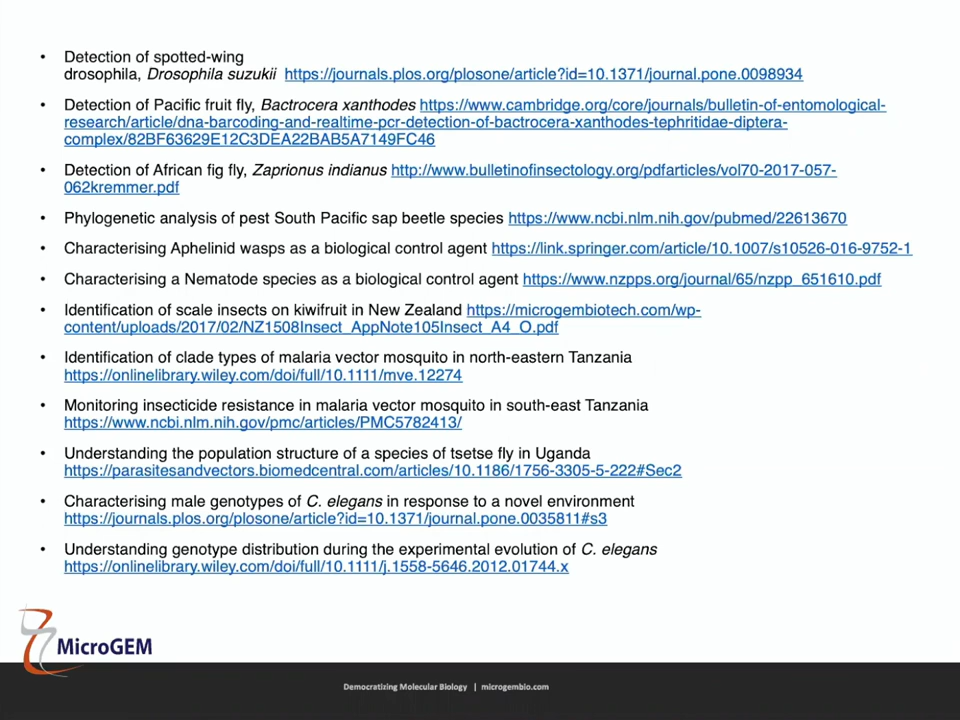 • Detection of spotted-wing
drosophila, Drosophila suzukii https://journals.plos.org/plosone/article?id=10.1371/journal.pone.0098934
• Detection of Pacific fruit fly, Bactrocera xanthodes https://www.cambridge.org/core/journals/bulletin-of-entomological-
research/article/dna-barcoding-and-realtime-pcr-detection-of-bactrocera-xanthodes-tephritidae-diptera-
complex/82BF63629E12C3DEA22BAB5A7149FC46
• Detection of African fig fly, Zaprionus indianus http://www.bulletinofinsectology.org/pdfarticles/vol70-2017-057-
062kremmer.pdf
• Phylogenetic analysis of pest South Pacific sap beetle species https://www.ncbi.nlm.nih.gov/pubmed/22613670
• Characterising Aphelinid wasps as a biological control agent https://link.springer.com/article/10.1007/s10526-016-9752-1
• Characterising a Nematode species as a biological control agent https://www.nzpps.org/journal/65/nzpp_651610.pdf
• Identification of scale insects on kiwifruit in New Zealand https://microgembiotech.com/wp-
content/uploads/2017/02/NZ1508Insect_AppNote105Insect_A4_O.pdf
• Identification of clade types of malaria vector mosquito in north-eastern Tanzania
https://onlinelibrary.wiley.com/doi/full/10.1111/mve.12274
• Monitoring insecticide resistance in malaria vector mosquito in south-east Tanzania
https://www.ncbi.nlm.nih.gov/pmc/articles/PMC5782413/
• Understanding the population structure of a species of tsetse fly in Uganda
https://parasitesandvectors.biomedcentral.com/articles/10.1186/1756-3305-5-222#Sec2
• Characterising male genotypes of C. elegans in response to a novel environment
https://journals.plos.org/plosone/article?id=10.1371/journal.pone.0035811#s3
• Understanding genotype distribution during the experimental evolution of C. elegans
https://onlinelibrary.wiley.com/doi/full/10.1111/j.1558-5646.2012.01744.x
MicroGEM
Democratizing Molecular Biology | microgembio.com